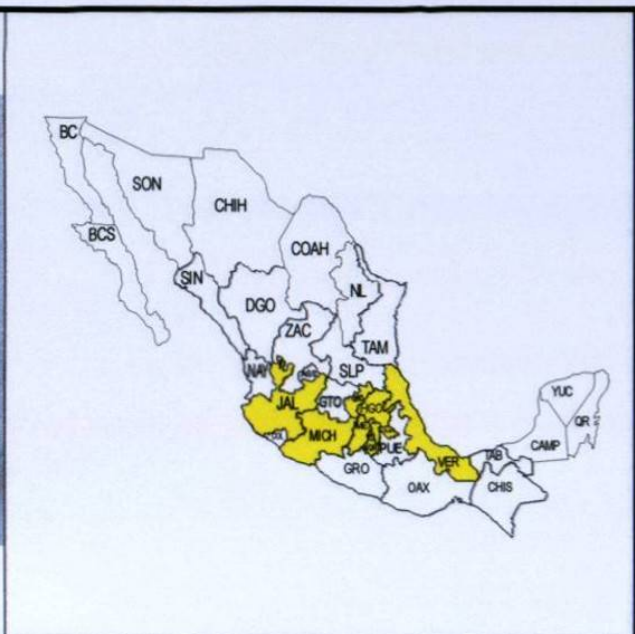 BC
SON
CHIH
BCS
COAH
SIN
NL
DGO
ZAC
TAM
NAY
SLP
JAL
GTO
HGO
MICH
PUE
VER
GRO
OAX
TAB
CHIS
CAMP
YUC
QR